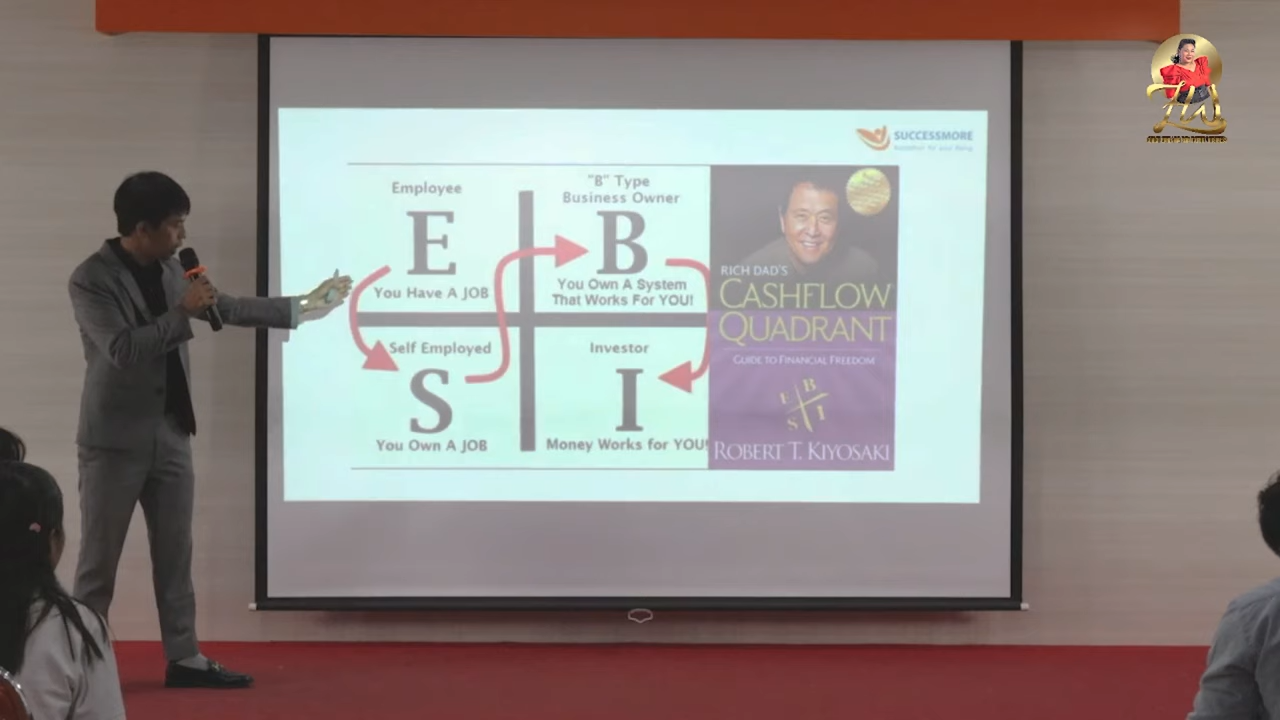 SUCCESSMORE
Employee
E
You Have A JOB
"B" Type
Business Owner
B
You Own A System
That Works For YOU!
Self Employed
S
You Own A JOB
Investor
I
Money Works for YOU!
RICH DAD'S
CASHFLOW
QUADRANT
GUIDE TO FINANCIAL FREEDOM
E B
S I
ROBERT T. KIYOSAKI